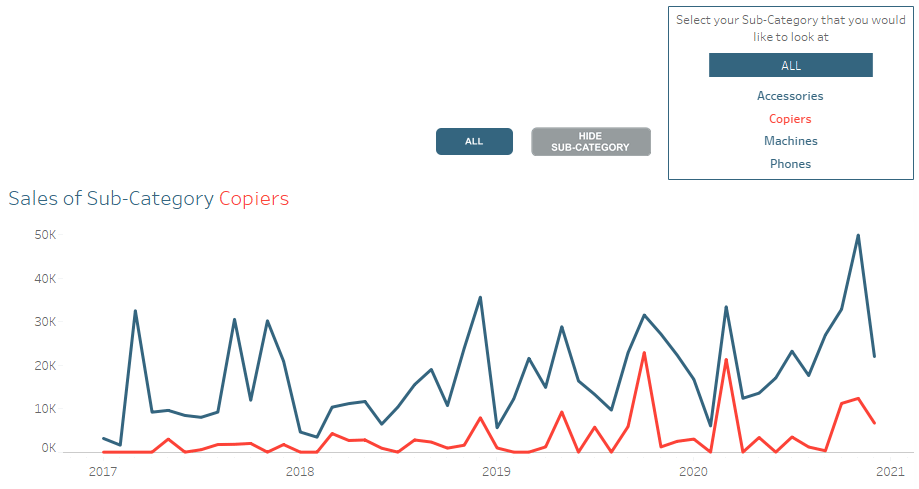 Select your Sub-Category that you would
like to look at
ALL
Accessories
Copiers
Machines
Phones
ALL
HIDE
SUB-CATEGORY
Sales of Sub-Category Copiers
50K
40K
30K
20K
10K
0K
2017
2018
2019
2020
2021